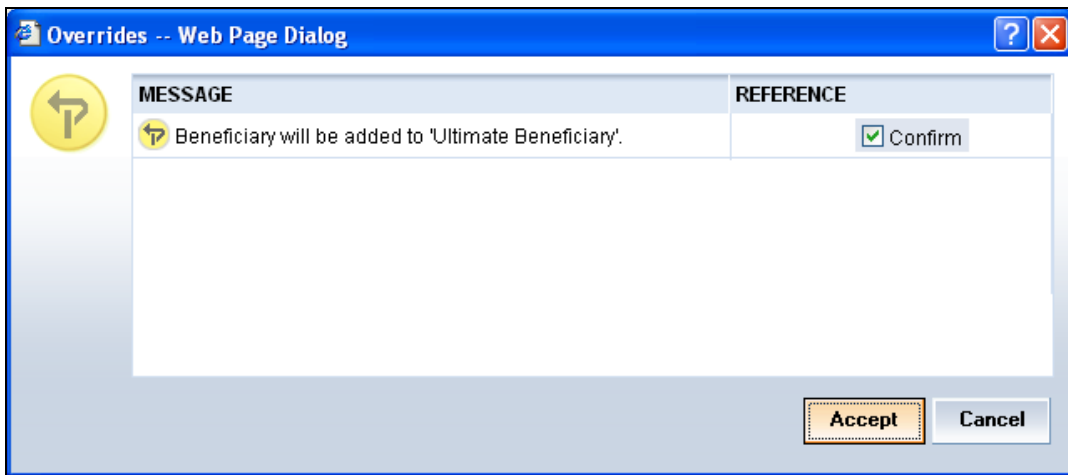 Overrides -- Web Page Dialog
MESSAGE REFERENCE
Beneficiary will be added to 'Ultimate Beneficiary'. Confirm
Accept Cancel